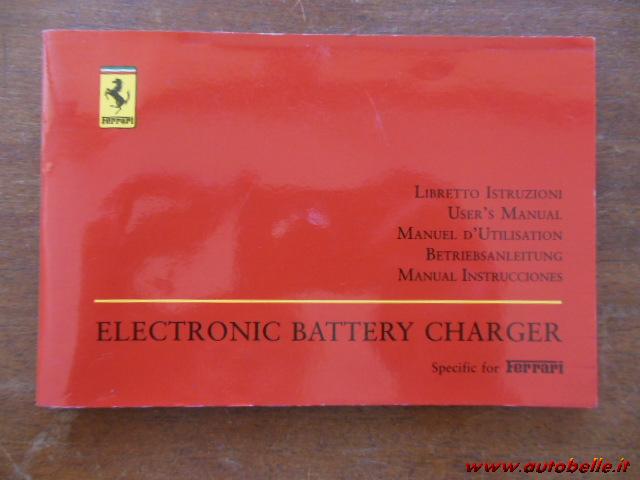 Ferrari
LIBRETTO ISTRUZIONI
USER'S MANUAL
MANUEL D'UTILISATION
BETRIEBSANLEITUNG
MANUAL INSTRUCCIONES
ELECTRONIC BATTERY CHARGER
Specific for Ferrari
www.autobelle.it